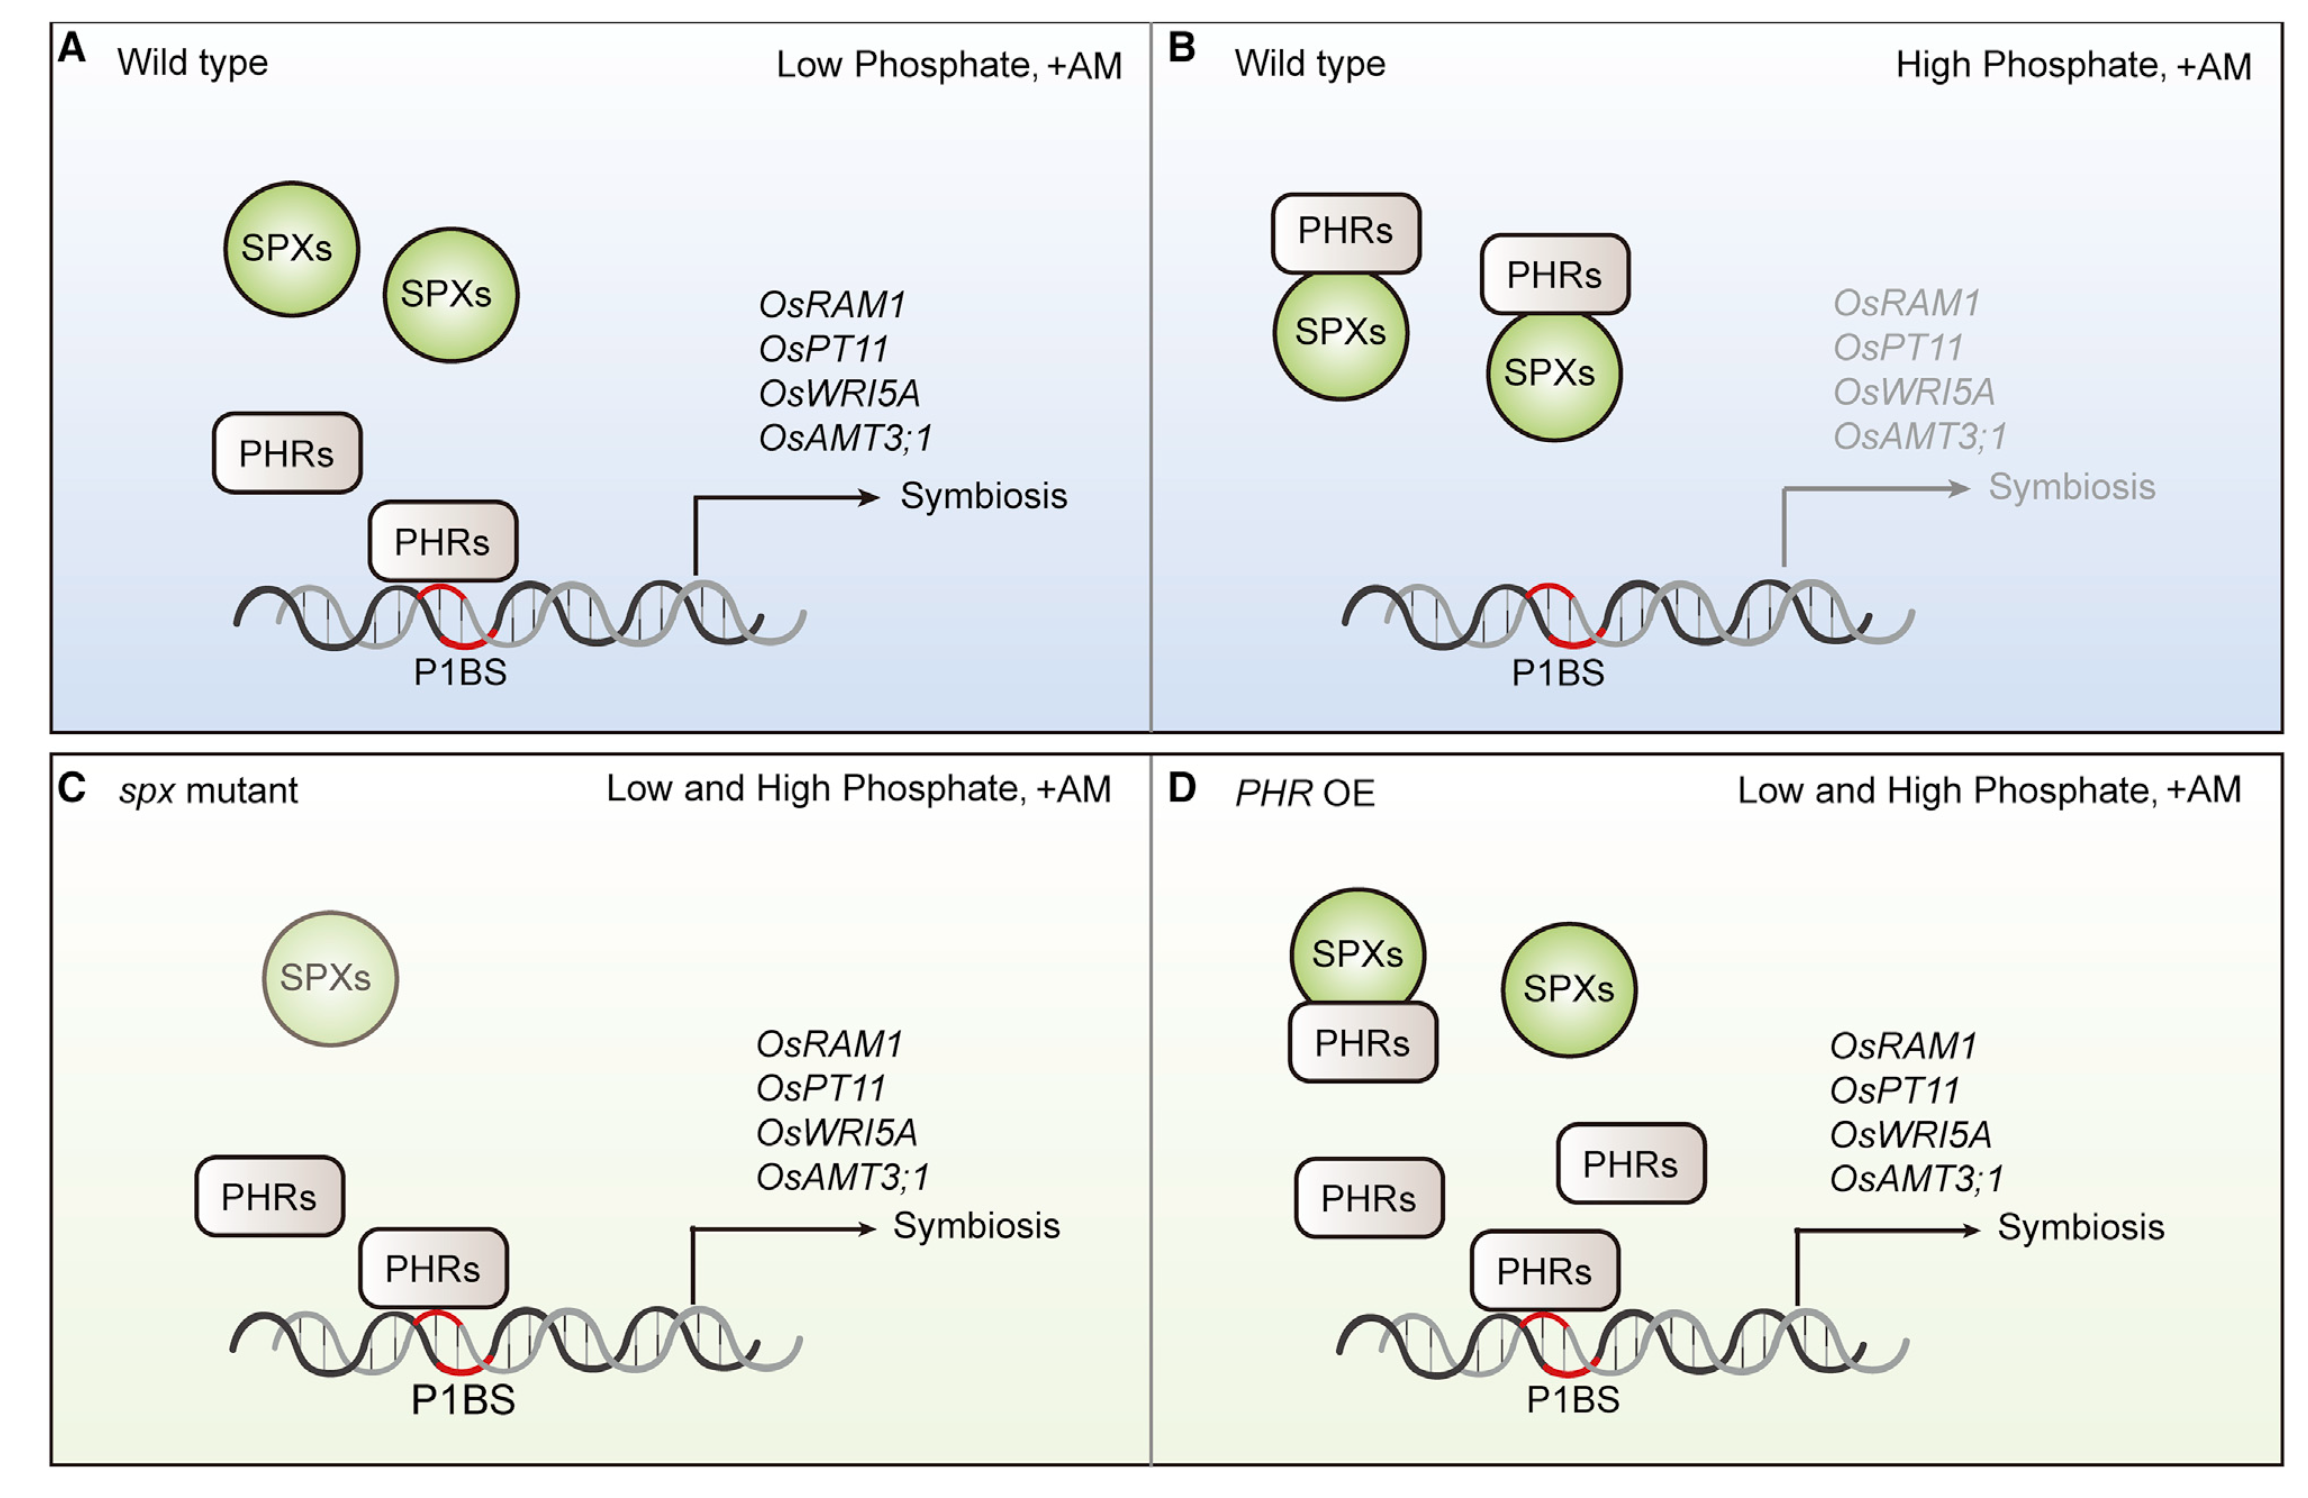 A Wild type Low Phosphate, +AM
SPXs
SPXs
OsRAM1
OsPT11
OsWRI5A
OsAMT3;1
PHRs
Symbiosis
PHRs
P1BS
B Wild type High Phosphate, +AM
PHRs
PHRs
SPXs
SPXs
OsRAM1
OsPT11
OsWRI5A
OsAMT3;1
Symbiosis
P1BS
C spx mutant Low and High Phosphate, +AM
SPXs
OsRAM1
OsPT11
OsWRI5A
OsAMT3;1
PHRs
Symbiosis
PHRs
P1BS
D PHR OE Low and High Phosphate, +AM
SPXs
SPXs
PHRs
OsRAM1
OsPT11
OsWRI5A
OsAMT3;1
PHRs
PHRs
Symbiosis
PHRs
P1BS